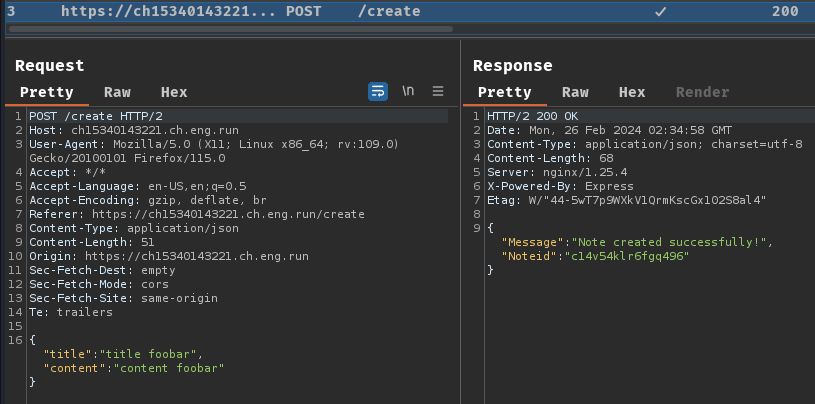 3 https://ch15340143221... POST /create ✓ 200
Request
Pretty Raw Hex \n
1 POST /create HTTP/2
2 Host: ch15340143221.ch.eng.run
3 User-Agent: Mozilla/5.0 (X11; Linux x86_64; rv:109.0)
Gecko/20100101 Firefox/115.0
4 Accept: */*
5 Accept-Language: en-US,en;q=0.5
6 Accept-Encoding: gzip, deflate, br
7 Referer: https://ch15340143221.ch.eng.run/create
8 Content-Type: application/json
9 Content-Length: 51
10 Origin: https://ch15340143221.ch.eng.run
11 Sec-Fetch-Dest: empty
12 Sec-Fetch-Mode: cors
13 Sec-Fetch-Site: same-origin
14 Te: trailers
15
16 {
"title":"title foobar",
"content":"content foobar"
}
Response
Pretty Raw Hex Render
1 HTTP/2 200 OK
2 Date: Mon, 26 Feb 2024 02:34:58 GMT
3 Content-Type: application/json; charset=utf-8
4 Content-Length: 68
5 Server: nginx/1.25.4
6 X-Powered-By: Express
7 Etag: W/"44-5wT7p9WXkV1QrmKscGx102S8al4"
8
9 {
"Message":"Note created successfully!",
"Noteid":"c14v54klr6fgq496"
}